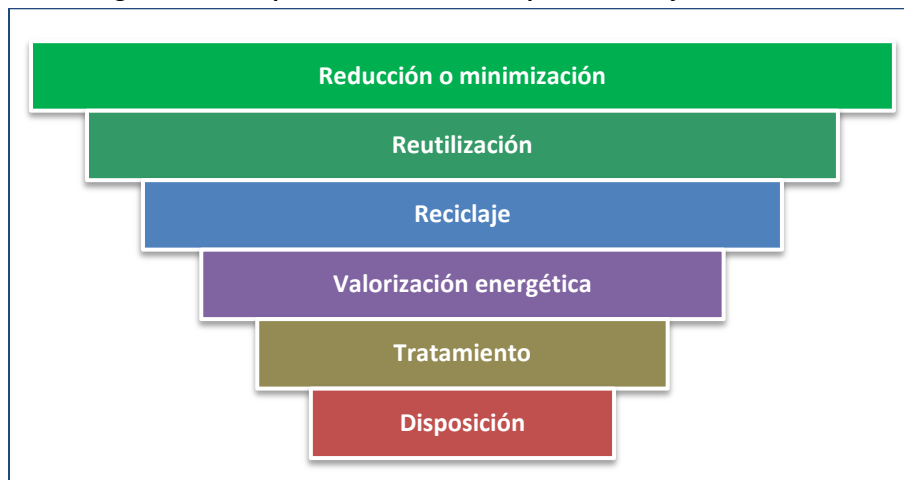 Reducción o minimización
Reutilización
Reciclaje
Valorización energética
Tratamiento
Disposición